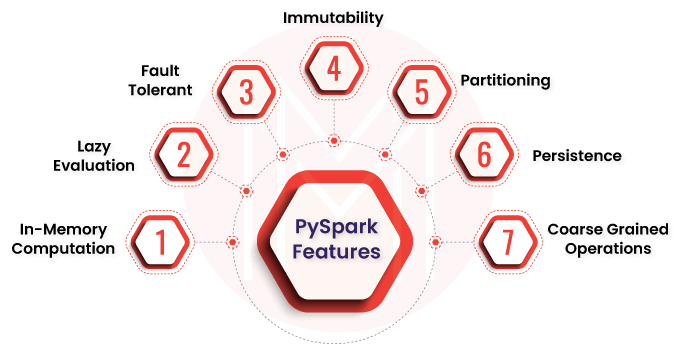 Immutability
Fault
Tolerant
4
Partitioning
3
5
Lazy
Evaluation
2
6
Persistence
In-Memory
Computation
1
PySpark
Features
7
Coarse Grained
Operations